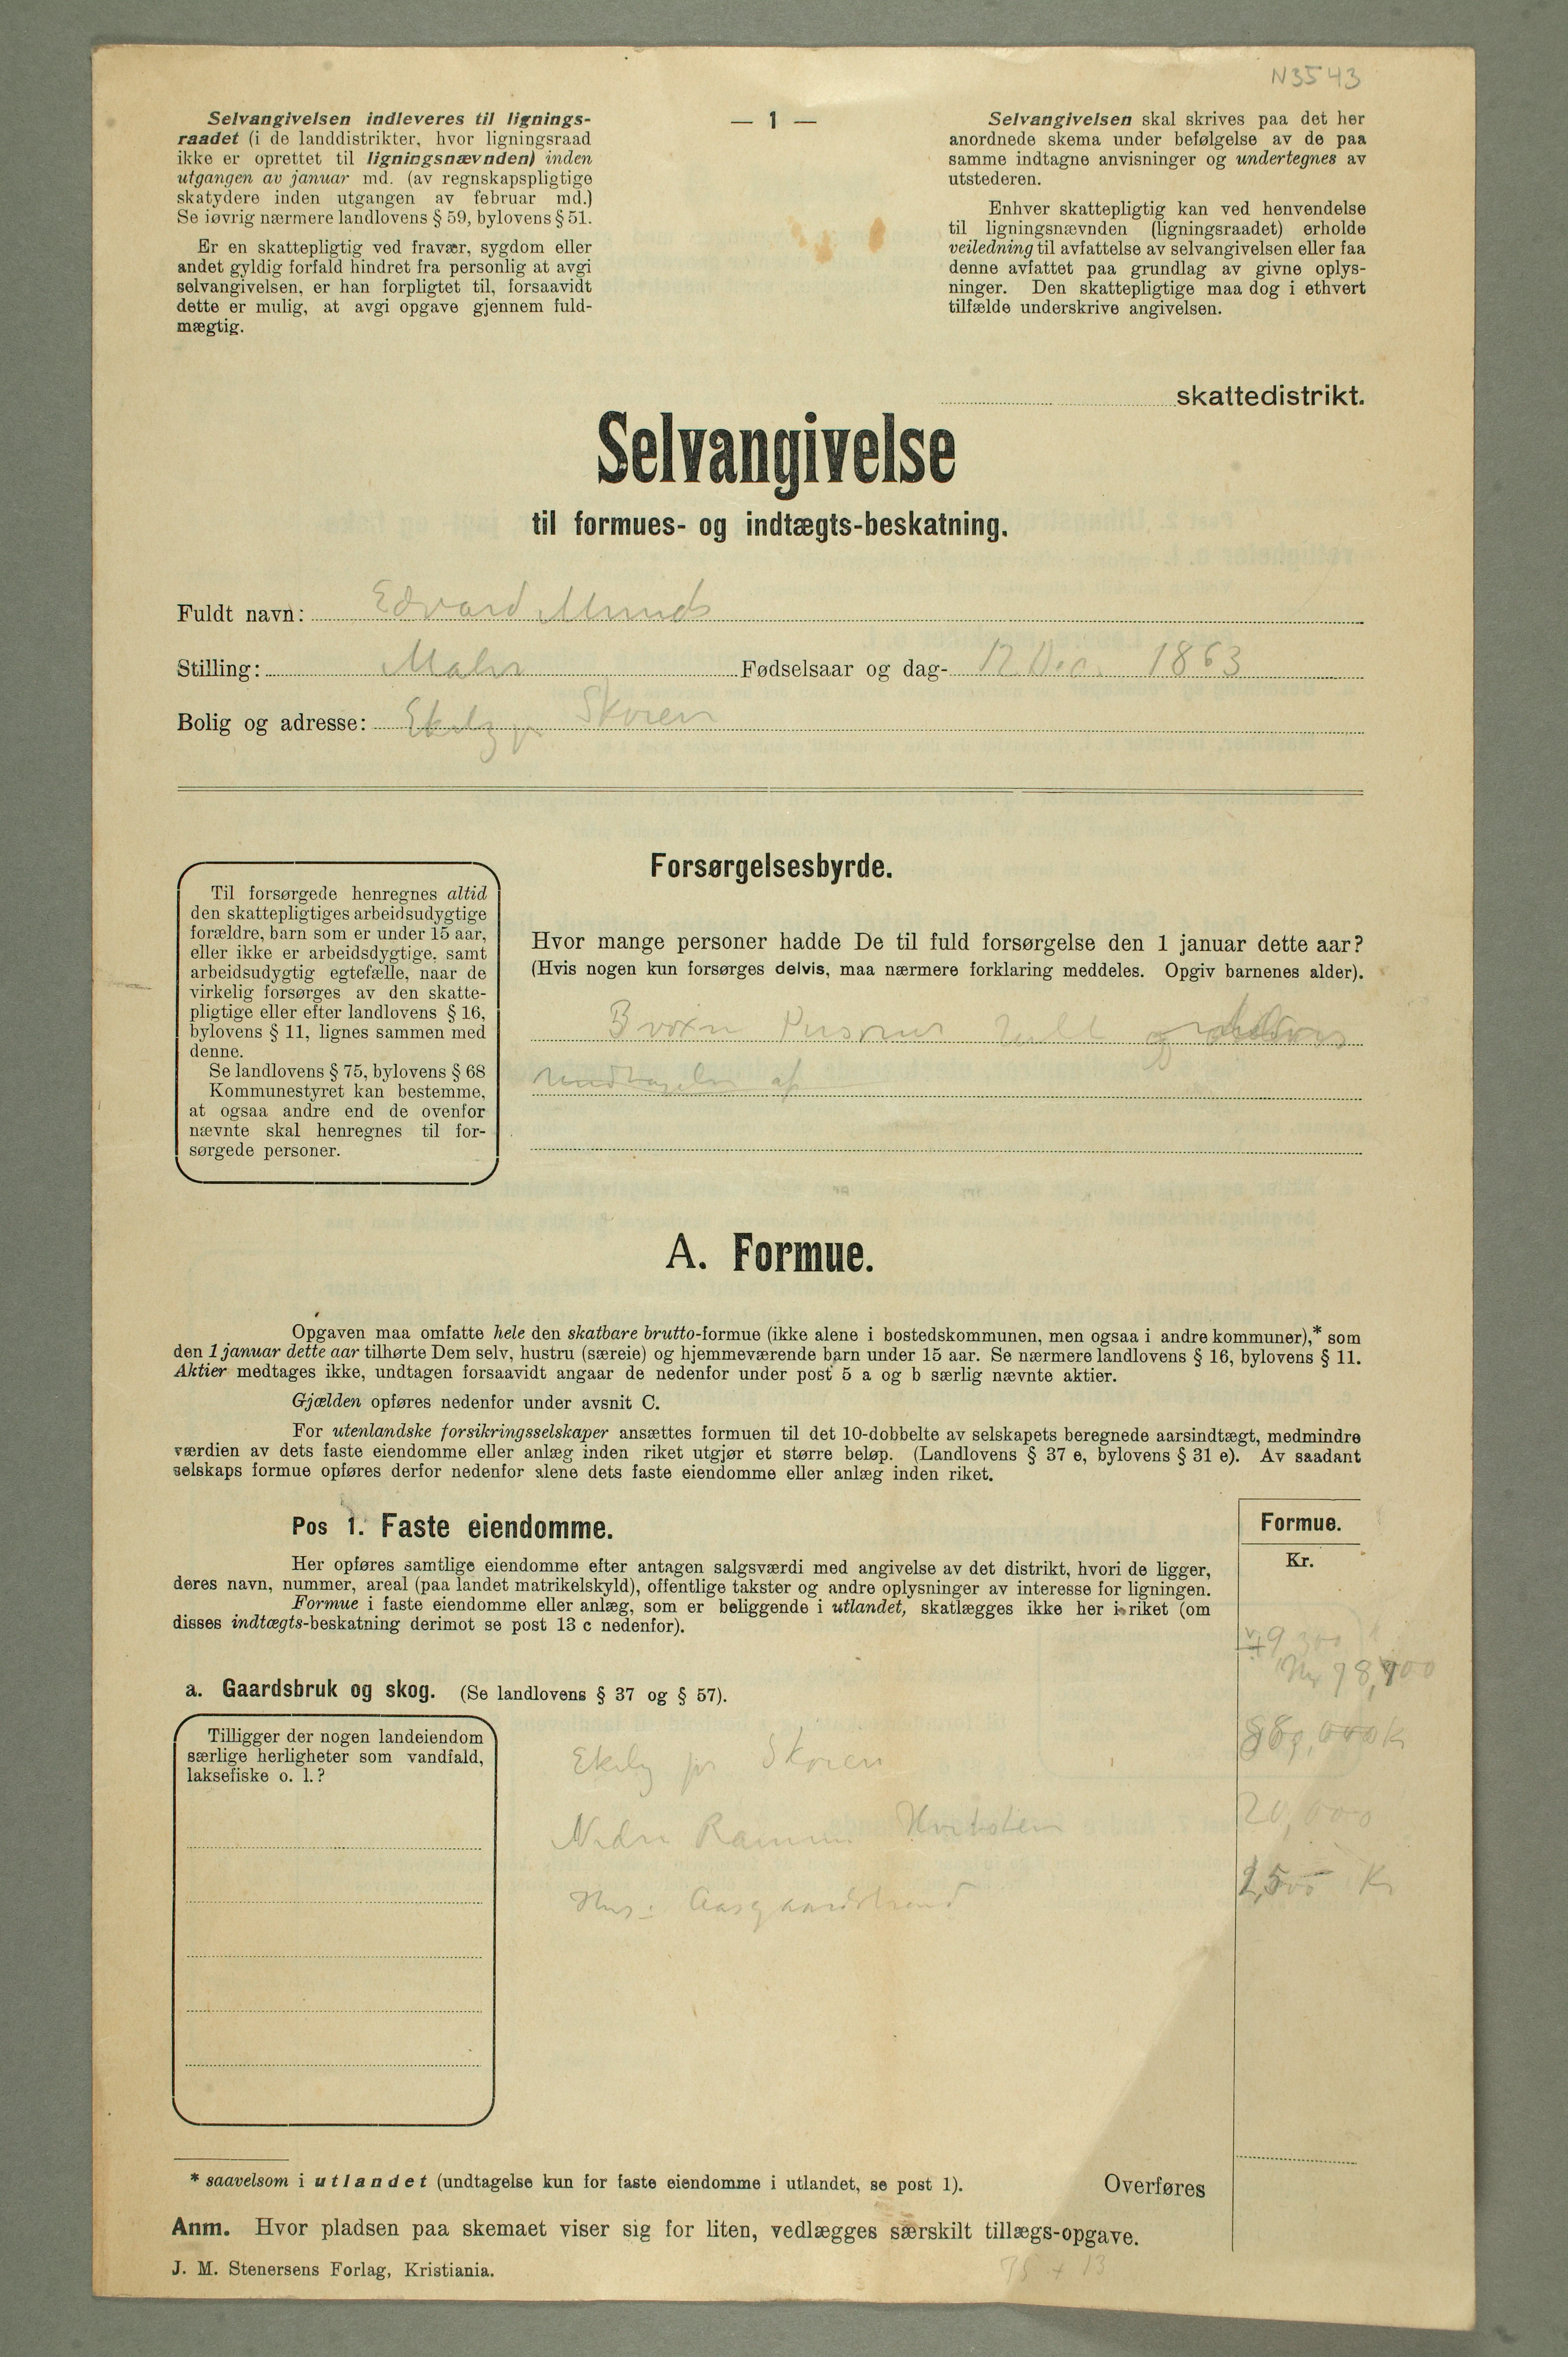 N3543
— 1 —
Selvangivelsen indleveres til lignings-
raadet (i de landdistrikter, hvor ligningsraad
ikke er oprettet til ligningsnævnden) inden
utgangen av januar md. (av regnskapspligtige
skatydere inden utgangen av februar md.)
Se iøvrig nærmere landlovens § 59, bylovens § 51.
Er en skattepligtig ved fravær, sygdom eller
andet gyldig forfald hindret fra personlig at avgi
selvangivelsen, er han forpligtet til, forsaavidt
dette er mulig, at avgi opgave gjennem fuld-
mægtig.
Selvangivelsen skal skrives paa det her
anordnede skema under befølgelse av de paa
samme indtagne anvisninger og undertegnes av
utstederen.
Enhver skattepligtig kan ved henvendelse
til ligningsnævnden (ligningsraadet) erholde
veiledning til avfattelse av selvangivelsen eller faa
denne avfattet paa grundlag av givne oplys-
ninger. Den skattepligtige maa dog i ethvert
tilfælde underskrive angivelsen.
skattedistrikt.
Selvangivelse
til formues- og indtægts-beskatning.
Fuldt navn: Edvard Munch
Stilling: Maler Fødselsaar og dag- 12 Dec. 1863
Bolig og adresse: Ekely pr Skøien
Forsørgelsesbyrde.
Til forsørgede henregnes altid
den skattepligtiges arbeidsudygtige
forældre, barn som er under 15 aar,
eller ikke er arbeidsdygtige, samt
arbeidsudygtig egtefælle, naar de
virkelig forsørges av den skatte-
pligtige eller efter landlovens § 16,
bylovens § 11, lignes sammen med
denne.
Se landlovens § 75, bylovens § 68
Kommunestyret kan bestemme,
at ogsaa andre end de ovenfor
nævnte skal henregnes til for-
sørgede personer.
Hvor mange personer hadde De til fuld forsørgelse den 1 januar dette aar?
(Hvis nogen kun forsørges delvis, maa nærmere forklaring meddeles. Opgiv barnenes alder).
voxne Personer og
undtagelse af
A. Formue.
Opgaven maa omfatte hele den skatbare brutto-formue (ikke alene i bostedskommunen, men ogsaa i andre kommuner),* som
den 1 januar dette aar tilhørte Dem selv, hustru (særeie) og hjemmeværende barn under 15 aar. Se nærmere landlovens § 16, bylovens § 11.
Aktier medtages ikke, undtagen forsaavidt angaar de nedenfor under post 5 a og b særlig nævnte aktier.
Gjælden opføres nedenfor under avsnit C.
For utenlandske forsikringsselskaper ansættes formuen til det 10-dobbelte av selskapets beregnede aarsindtægt, medmindre
værdien av dets faste eiendomme eller anlæg inden riket utgjør et større beløp. (Landlovens § 37 e, bylovens § 31 e). Av saadant
selskaps formue opføres derfor nedenfor alene dets faste eiendomme eller anlæg inden riket.
Pos 1. Faste eiendomme.
Formue.
Kr.
Her opføres samtlige eiendomme efter antagen salgsværdi med angivelse av det distrikt, hvori de ligger,
deres navn, nummer, areal (paa landet matrikelskyld), offentlige takster og andre oplysninger av interesse for ligningen.
Formue i faste eiendomme eller anlæg, som er beliggende i utlandet, skatlægges ikke her i riket (om
disses indtægts-beskatning derimot se post 13 c nedenfor).
a. Gaardsbruk og skog. (Se landlovens § 37 og § 57).
Tilligger der nogen landeiendom
særlige herligheter som vandfald,
laksefiske o. l.?
Ekely pr Skøien
Nedre Ramme Hvitsten 20,000
Hus: Aasgaardstrand Kr
* saavelsom i utlandet (undtagelse kun for faste eiendomme i utlandet, se post 1).
Overføres
Anm. Hvor pladsen paa skemaet viser sig for liten, vedlægges særskilt tillægs-opgave.
J. M. Stenersens Forlag, Kristiania.
75 + 13